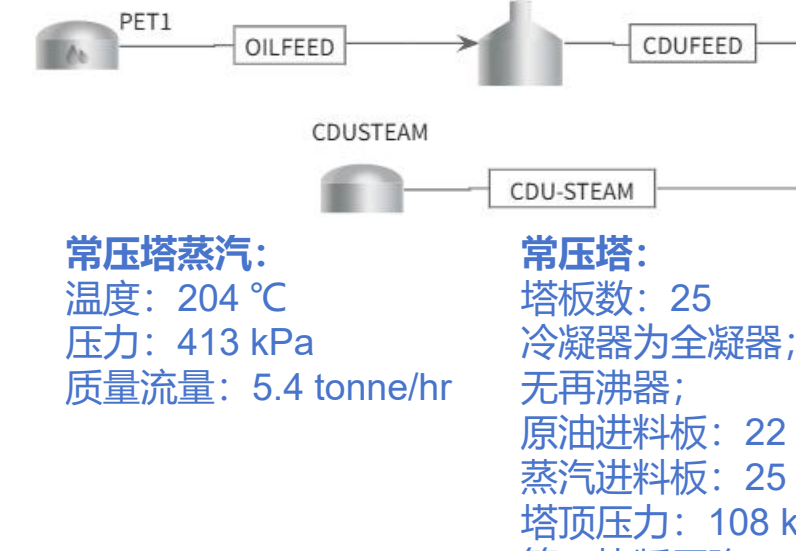 PET1
OILFEED
CDUFEED
CDUSTEAM
CDU-STEAM
常压塔蒸汽：
温度：204 ℃
压力：413 kPa
质量流量：5.4 tonne/hr
常压塔：
塔板数：25
冷凝器为全凝器；
无再沸器；
原油进料板：22
蒸汽进料板：25
塔顶压力：108 k